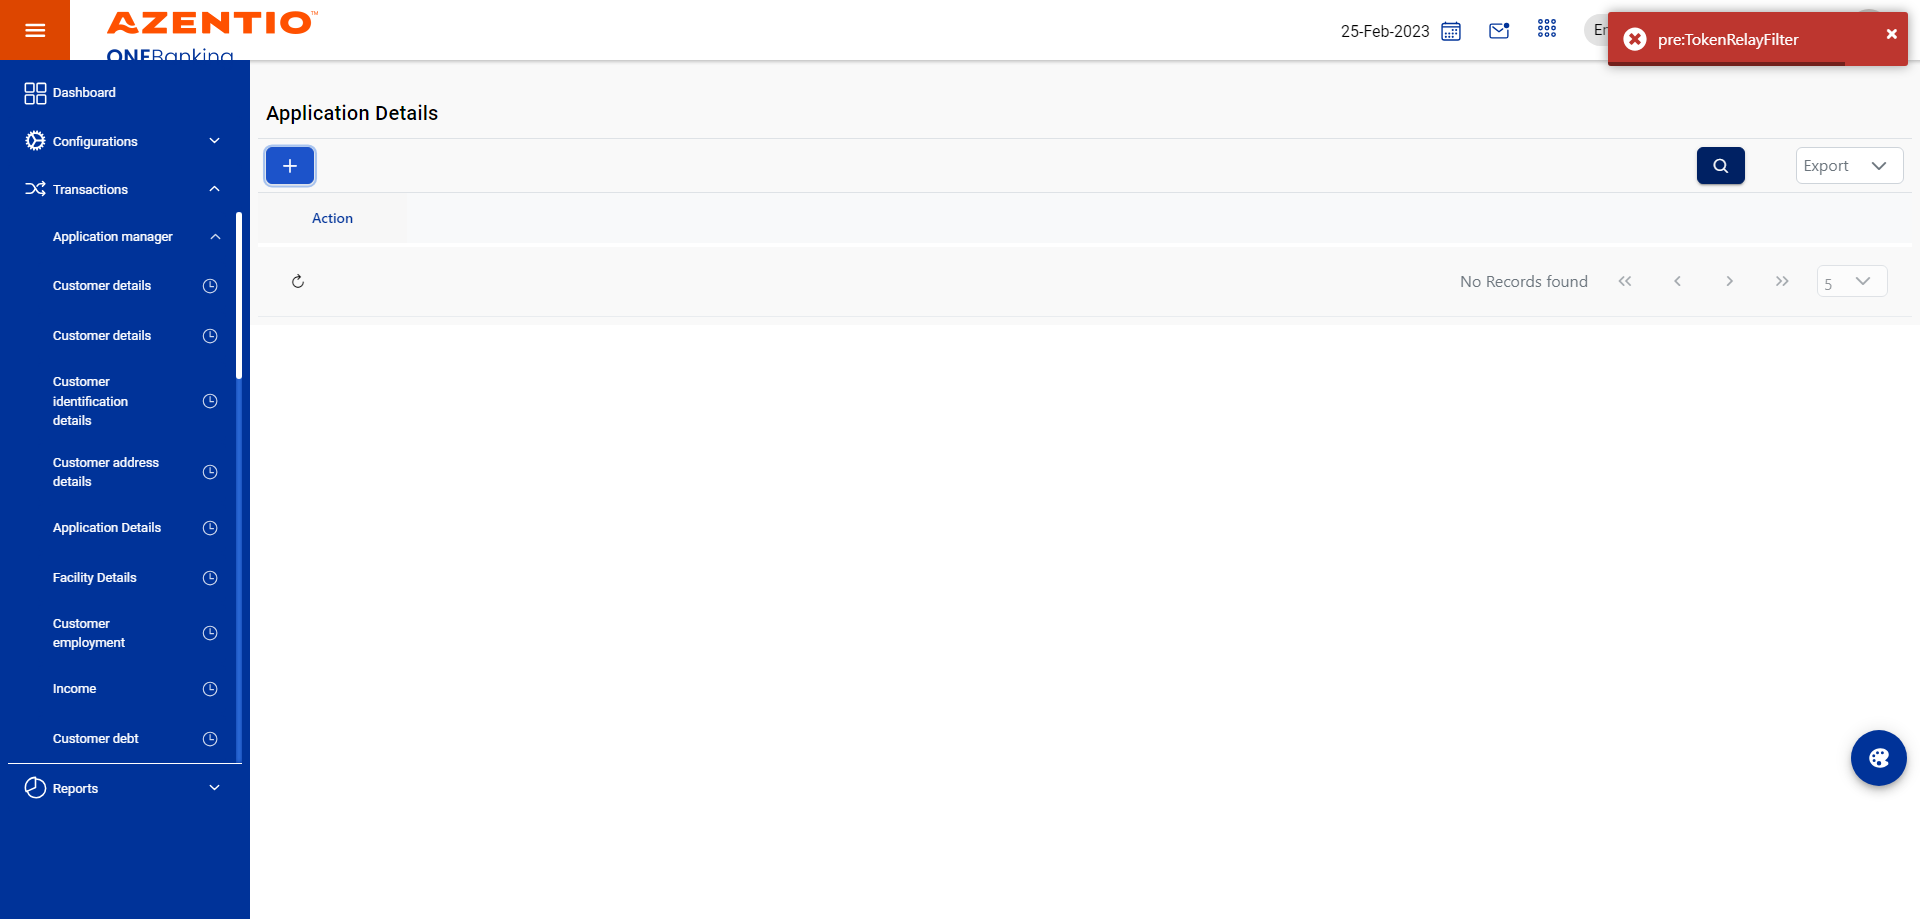 AZENTIO™
ONEBanking
25-Feb-2023
pre:TokenRelayFilter
Dashboard
Configurations
Transactions
Application manager
Customer details
Customer details
Customer
identification
details
Customer address
details
Application Details
Facility Details
Customer
employment
Income
Customer debt
Reports
Application Details
Export
Action
No Records found
5